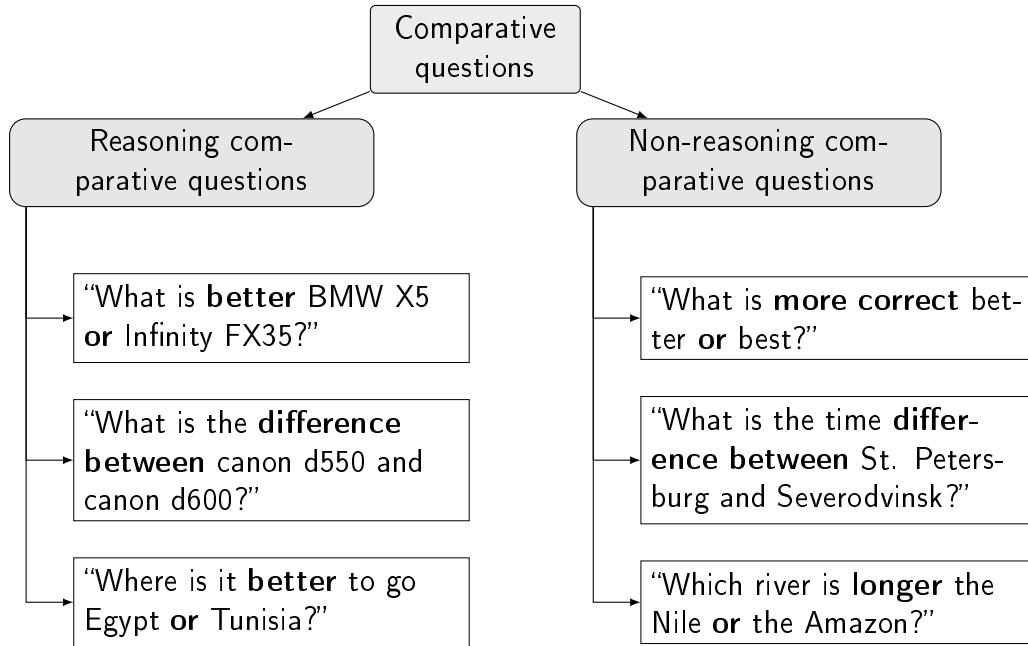 Comparative
questions
Reasoning com-
parative questions
Non-reasoning com-
parative questions
“What is better BMW X5
or Infinity FX35?”
“What is the difference
between canon d550 and
canon d600?”
“Where is it better to go
Egypt or Tunisia?”
“What is more correct bet-
ter or best?”
“What is the time differ-
ence between St. Peters-
burg and Severodvinsk?”
“Which river is longer the
Nile or the Amazon?”